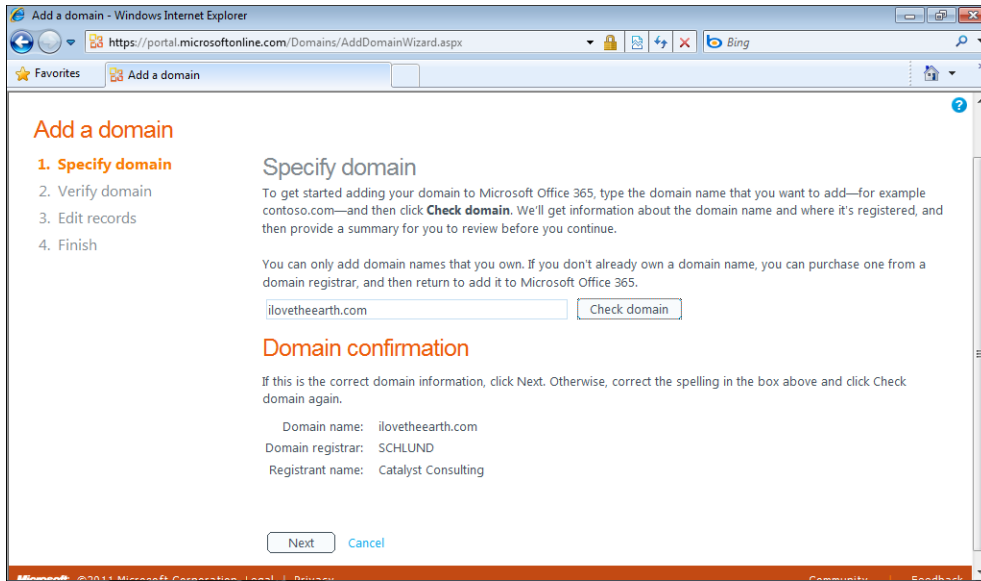 Add a domain - Windows Internet Explorer
https://portal.microsoftonline.com/Domains/AddDomainWizard.aspx
Bing
Favorites
Add a domain
Add a domain
1. Specify domain
2. Verify domain
3. Edit records
4. Finish
Specify domain
To get started adding your domain to Microsoft Office 365, type the domain name that you want to add—for example
contoso.com—and then click Check domain. We'll get information about the domain name and where it's registered, and
then provide a summary for you to review before you continue.
You can only add domain names that you own. If you don't already own a domain name, you can purchase one from a
domain registrar, and then return to add it to Microsoft Office 365.
ilovetheearth.com
Check domain
Domain confirmation
If this is the correct domain information, click Next. Otherwise, correct the spelling in the box above and click Check
domain again.
Domain name: ilovetheearth.com
Domain registrar: SCHLUND
Registrant name: Catalyst Consulting
Next Cancel
Microsoft ©2011 Microsoft Corporation Legal | Privacy Community | Feedback